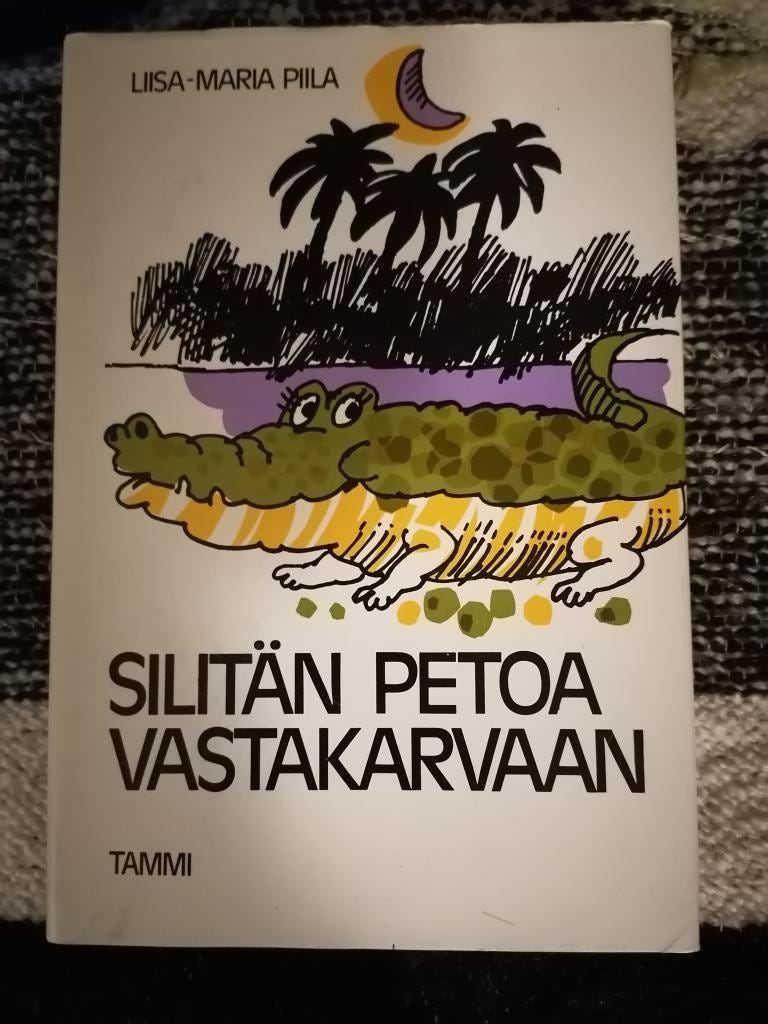 LIISA-MARIA PIILA
SILITÄN PETOA
VASTAKARVAAN
TAMMI